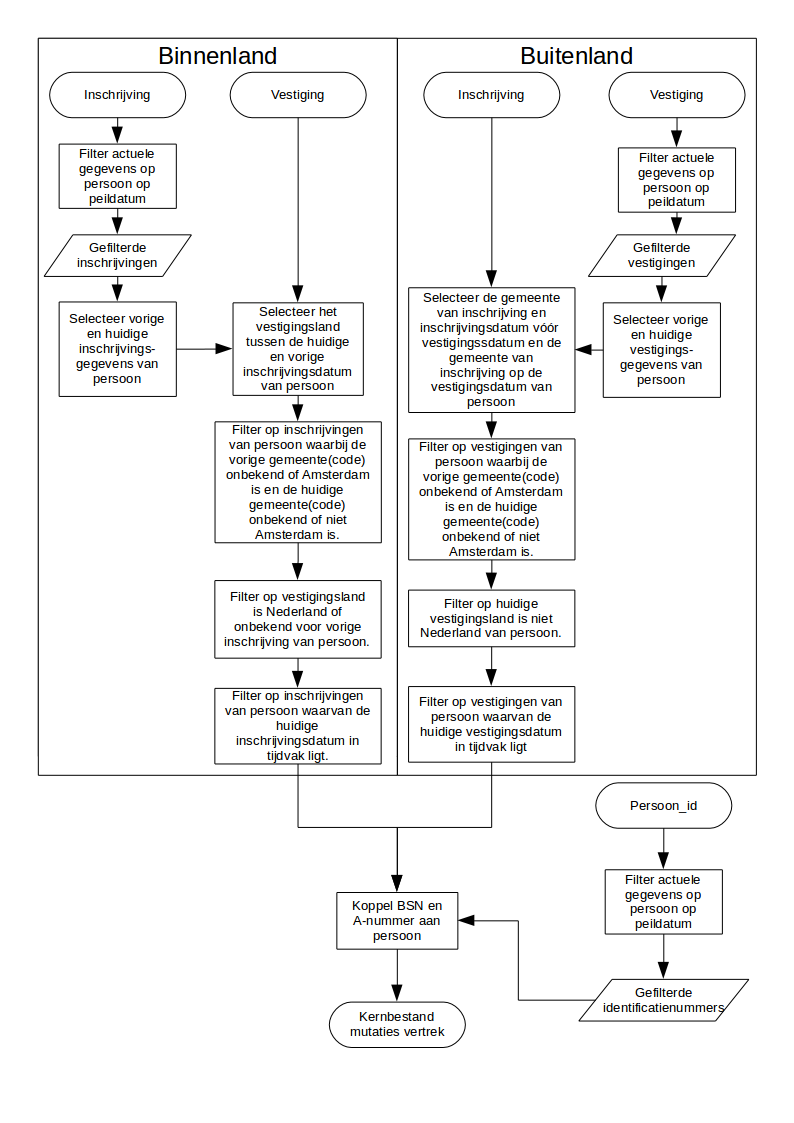 Binnenland
Inschrijving
Vestiging
Filter actuele
gegevens op
persoon op
peildatum
Gefilterde
inschrijvingen
Selecteer vorige
en huidige
inschrijvings-
gegevens van
persoon
Selecteer het
vestigingsland
tussen de huidige
en vorige
inschrijvingsdatum
van persoon
Filter op inschrijvingen
van persoon waarbij de
vorige gemeente(code)
onbekend of Amsterdam
is en de huidige
gemeente(code)
onbekend of niet
Amsterdam is.
Filter op vestigingsland
is Nederland of
onbekend voor vorige
inschrijving van persoon.
Filter op inschrijvingen
van persoon waarvan de
huidige
inschrijvingsdatum in
tijdvak ligt.
Buitenland
Inschrijving
Vestiging
Filter actuele
gegevens op
persoon op
peildatum
Gefilterde
vestigingen
Selecteer vorige
en huidige
vestigings-
gegevens van
persoon
Selecteer de gemeente
van inschrijving en
inschrijvingsdatum vóór
vestigingssdatum en de
gemeente van
inschrijving op de
vestigingsdatum van
persoon
Filter op vestigingen van
persoon waarbij de
vorige gemeente(code)
onbekend of Amsterdam
is en de huidige
gemeente(code)
onbekend of niet
Amsterdam is.
Filter op huidige
vestigingsland is niet
Nederland van persoon.
Filter op vestigingen van
persoon waarvan de
huidige vestigingsdatum
in tijdvak ligt
Persoon_id
Filter actuele
gegevens op
persoon op
peildatum
Gefilterde
identificatienummers
Koppel BSN en
A-nummer aan
persoon
Kernbestand
mutaties vertrek